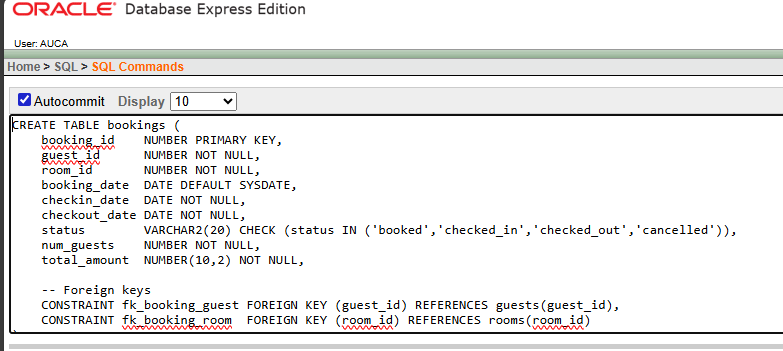 ORACLE® Database Express Edition
User: AUCA
Home > SQL > SQL Commands
Autocommit Display 10
CREATE TABLE bookings (
    booking_id    NUMBER PRIMARY KEY,
    guest_id      NUMBER NOT NULL,
    room_id       NUMBER NOT NULL,
    booking_date  DATE DEFAULT SYSDATE,
    checkin_date  DATE NOT NULL,
    checkout_date DATE NOT NULL,
    status        VARCHAR2(20) CHECK (status IN ('booked','checked_in','checked_out','cancelled')),
    num_guests    NUMBER NOT NULL,
    total_amount  NUMBER(10,2) NOT NULL,
    -- Foreign keys
    CONSTRAINT fk_booking_guest FOREIGN KEY (guest_id) REFERENCES guests(guest_id),
    CONSTRAINT fk_booking_room  FOREIGN KEY (room_id) REFERENCES rooms(room_id)